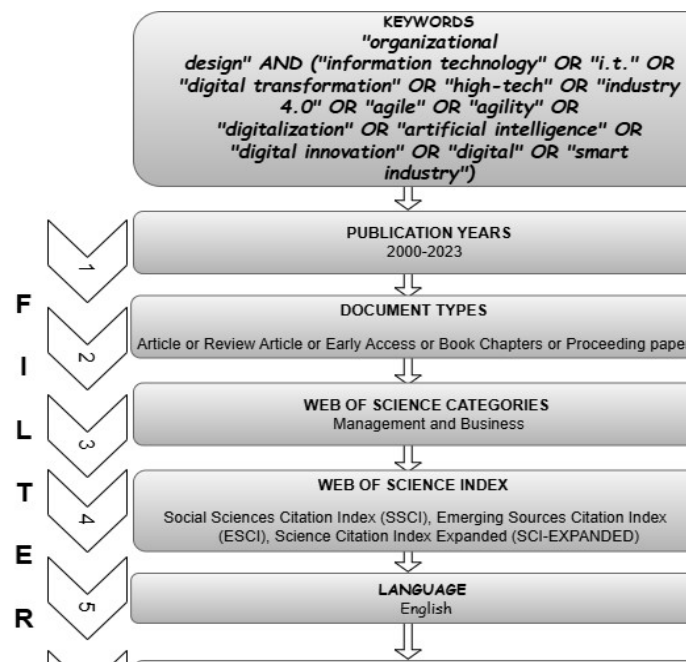 KEYWORDS
"organizational
design" AND ("information technology" OR "i.t." OR
"digital transformation" OR "high-tech" OR "industry
4.0" OR "agile" OR "agility" OR
"digitalization" OR "artificial intelligence" OR
"digital innovation" OR "digital" OR "smart
industry")
1
PUBLICATION YEARS
2000-2023
F
I
L
T
E
R
2
DOCUMENT TYPES
Article or Review Article or Early Access or Book Chapters or Proceeding paper
3
WEB OF SCIENCE CATEGORIES
Management and Business
4
WEB OF SCIENCE INDEX
Social Sciences Citation Index (SSCI), Emerging Sources Citation Index
(ESCI), Science Citation Index Expanded (SCI-EXPANDED)
5
LANGUAGE
English